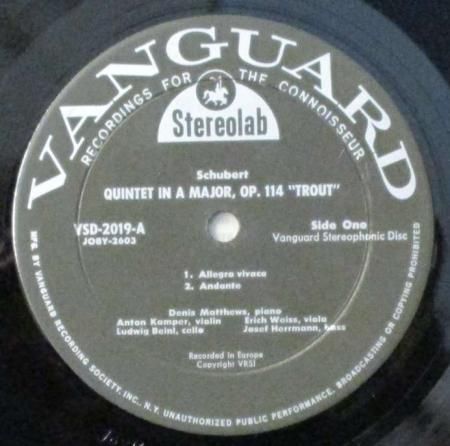 VANGUARD
RECORDINGS FOR THE CONNOISSEUR
Stereolab
Schubert
QUINTET IN A MAJOR, OP. 114 "TROUT"
VSD-2019-A
JOBY-2603
Side One
Vanguard Stereophonic Disc
1. Allegro vivace
2. Andante
Denis Matthews, piano
Anton Kamper, violin Erich Weiss, viola
Ludwig Beinl, cello Josef Herrmann, bass
Recorded in Europe
Copyright VRSI
MFG. BY VANGUARD RECORDING SOCIETY, INC., N.Y. UNAUTHORIZED PUBLIC PERFORMANCE, BROADCASTING OR COPYING PROHIBITED